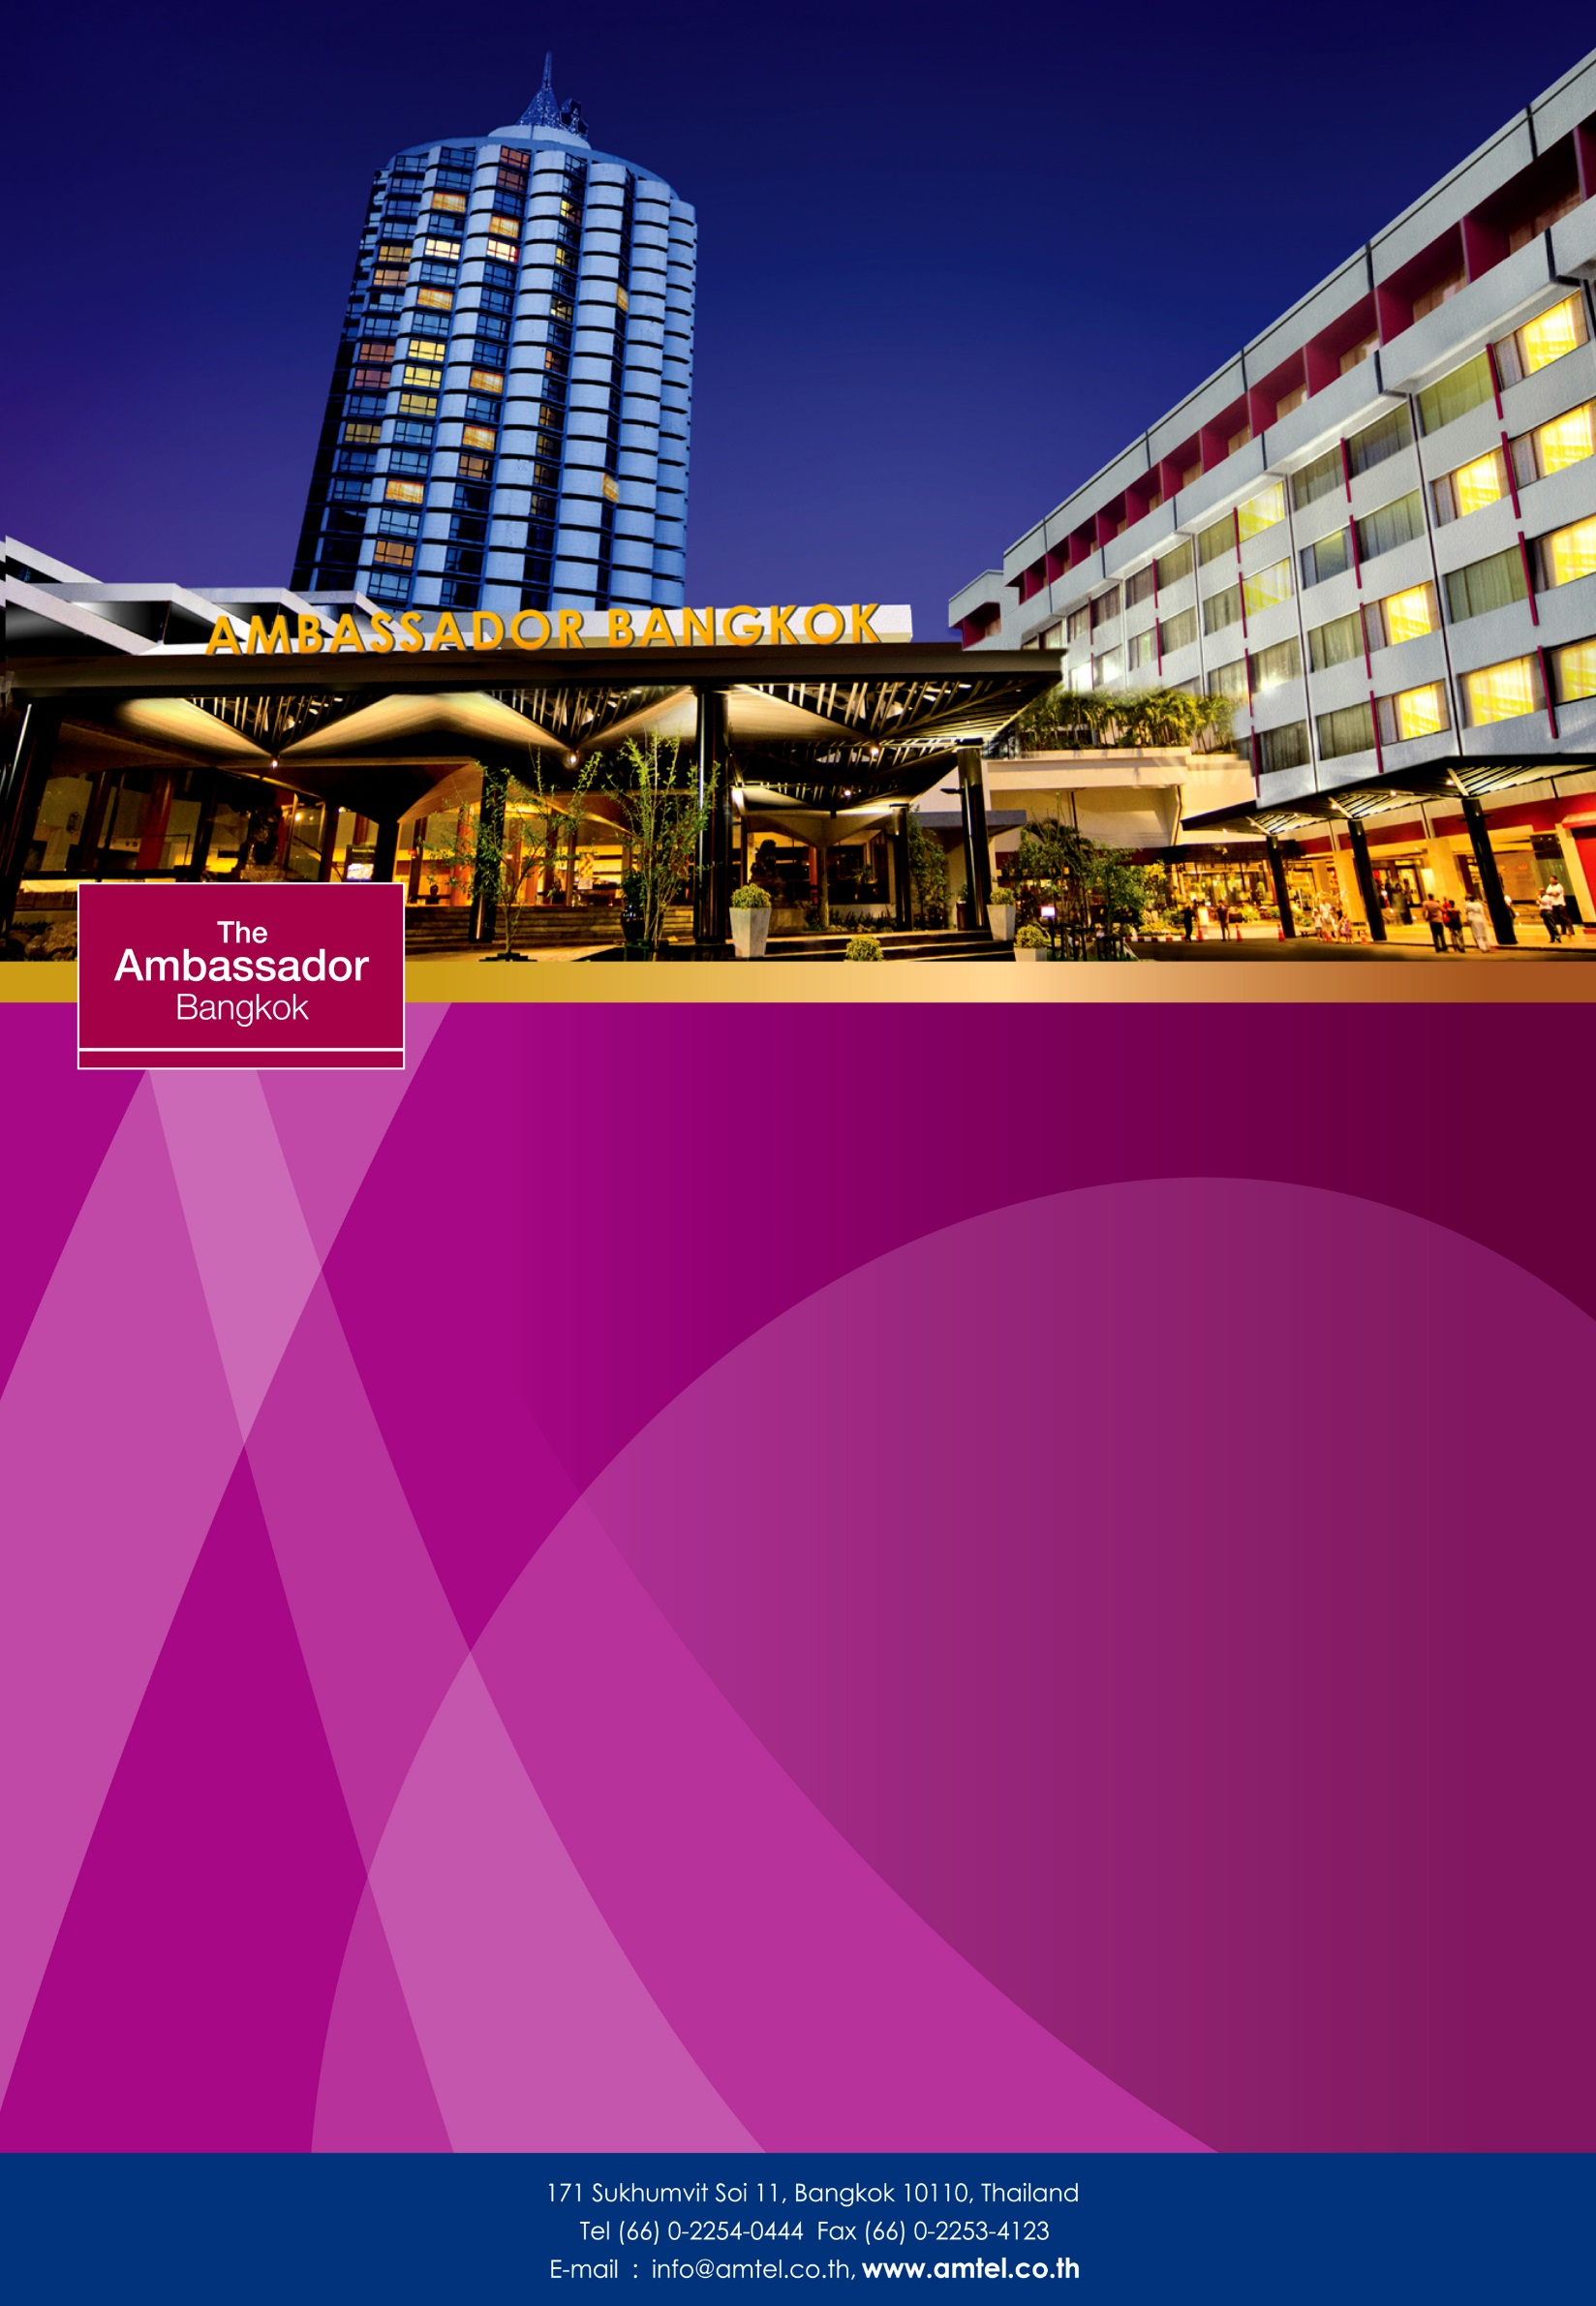 AMBASSADOR BANGKOK
The
Ambassador
Bangkok
171 Sukhumvit Soi 11, Bangkok 10110, Thailand
Tel (66) 0-2254-0444 Fax (66) 0-2253-4123
E-mail : info@amtel.co.th, www.amtel.co.th